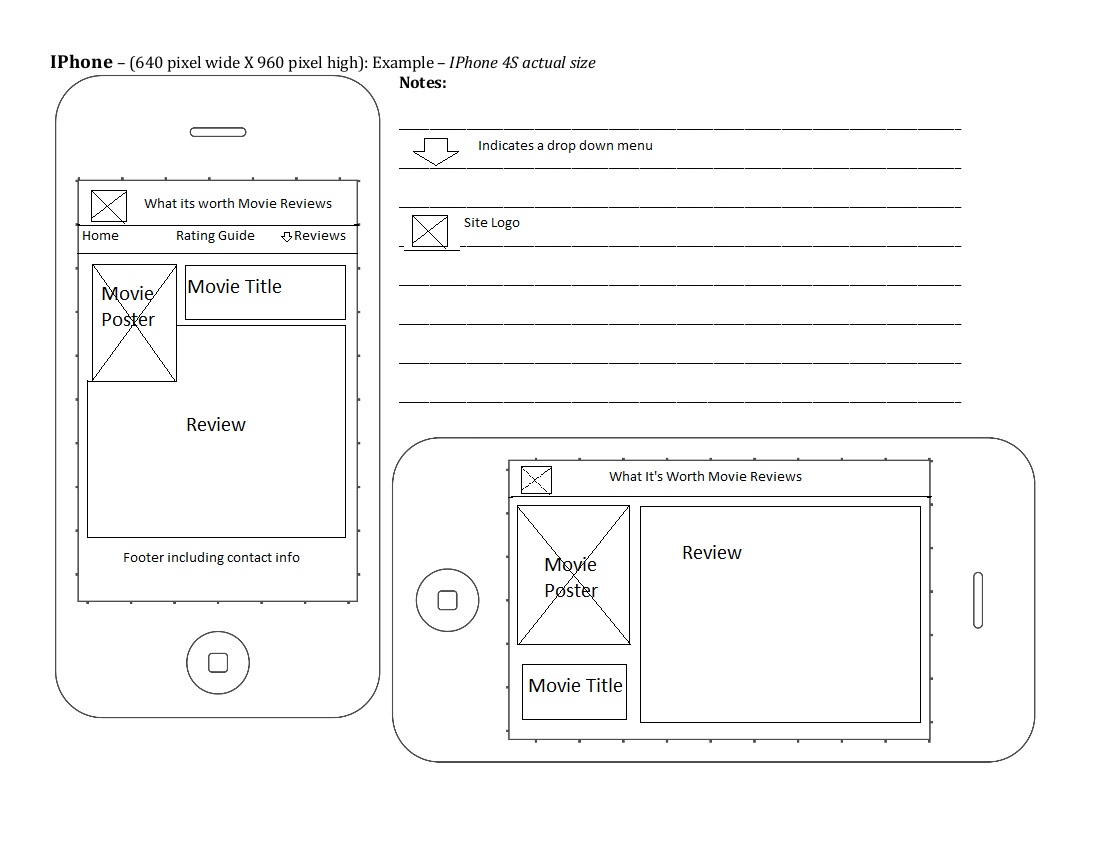 IPhone – (640 pixel wide X 960 pixel high): Example – IPhone 4S actual size
Notes:
Indicates a drop down menu
Site Logo
What its worth Movie Reviews
Home Rating Guide Reviews
Movie
Poster
Movie Title
Review
Footer including contact info
What It's Worth Movie Reviews
Movie
Poster
Review
Movie Title